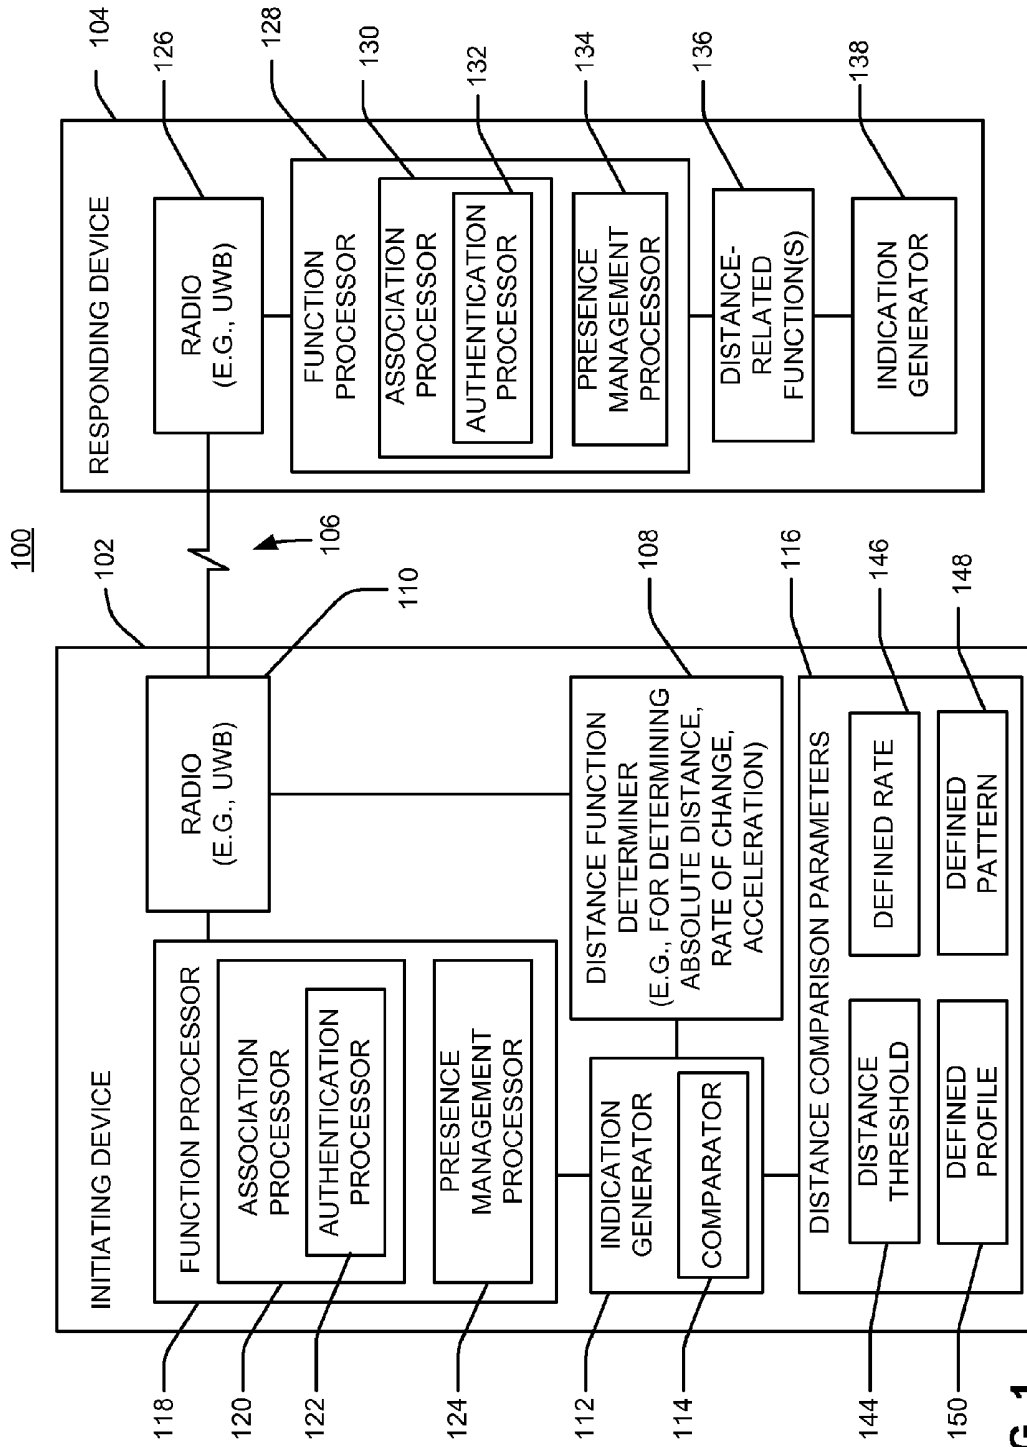 100
INITIATING DEVICE
102
FUNCTION PROCESSOR
118
ASSOCIATION
PROCESSOR
120
AUTHENTICATION
PROCESSOR
122
PRESENCE
MANAGEMENT
PROCESSOR
124
RADIO
(E.G., UWB)
110
106
INDICATION
GENERATOR
112
COMPARATOR
114
DISTANCE FUNCTION
DETERMINER
(E.G., FOR DETERMINING
ABSOLUTE DISTANCE,
RATE OF CHANGE,
ACCELERATION)
108
DISTANCE COMPARISON PARAMETERS
116
DISTANCE
THRESHOLD
144
DEFINED RATE
146
DEFINED
PROFILE
150
DEFINED
PATTERN
148
RESPONDING DEVICE
104
RADIO
(E.G., UWB)
126
FUNCTION
PROCESSOR
128
ASSOCIATION
PROCESSOR
130
AUTHENTICATION
PROCESSOR
132
PRESENCE
MANAGEMENT
PROCESSOR
134
DISTANCE-
RELATED
FUNCTION(S)
136
INDICATION
GENERATOR
138
G. 1